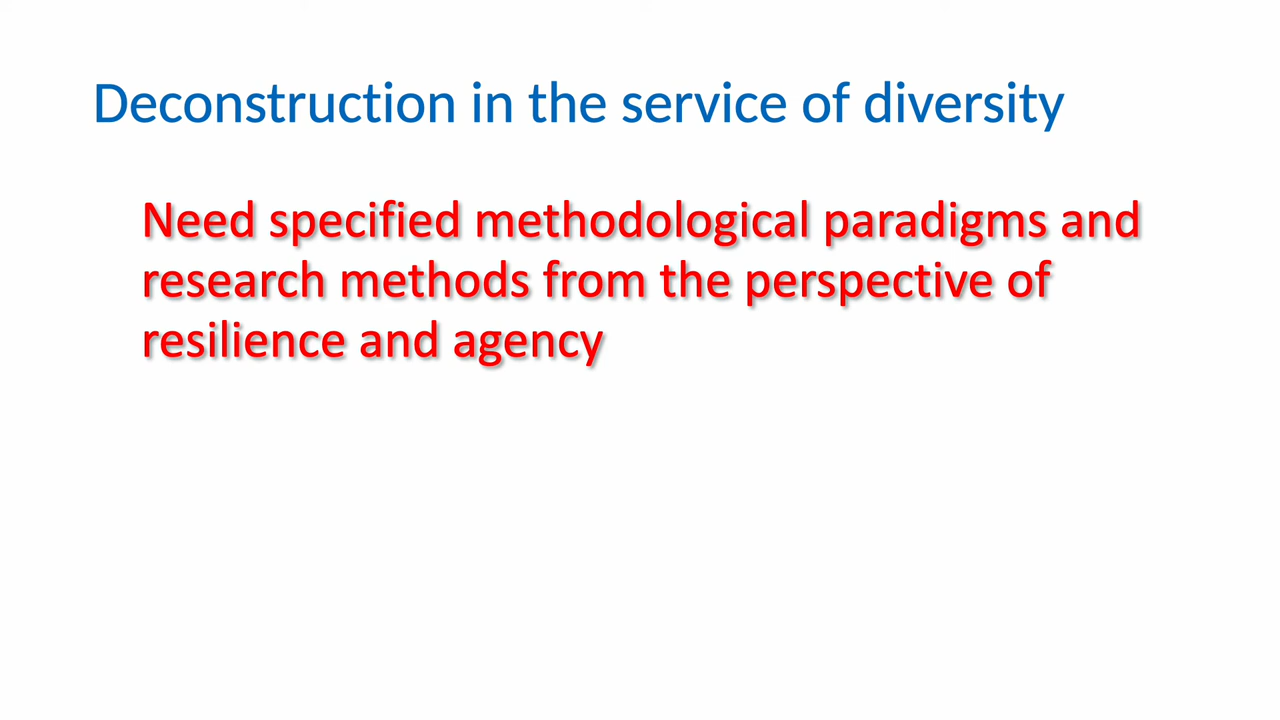 Deconstruction in the service of diversity
Need specified methodological paradigms and
research methods from the perspective of
resilience and agency